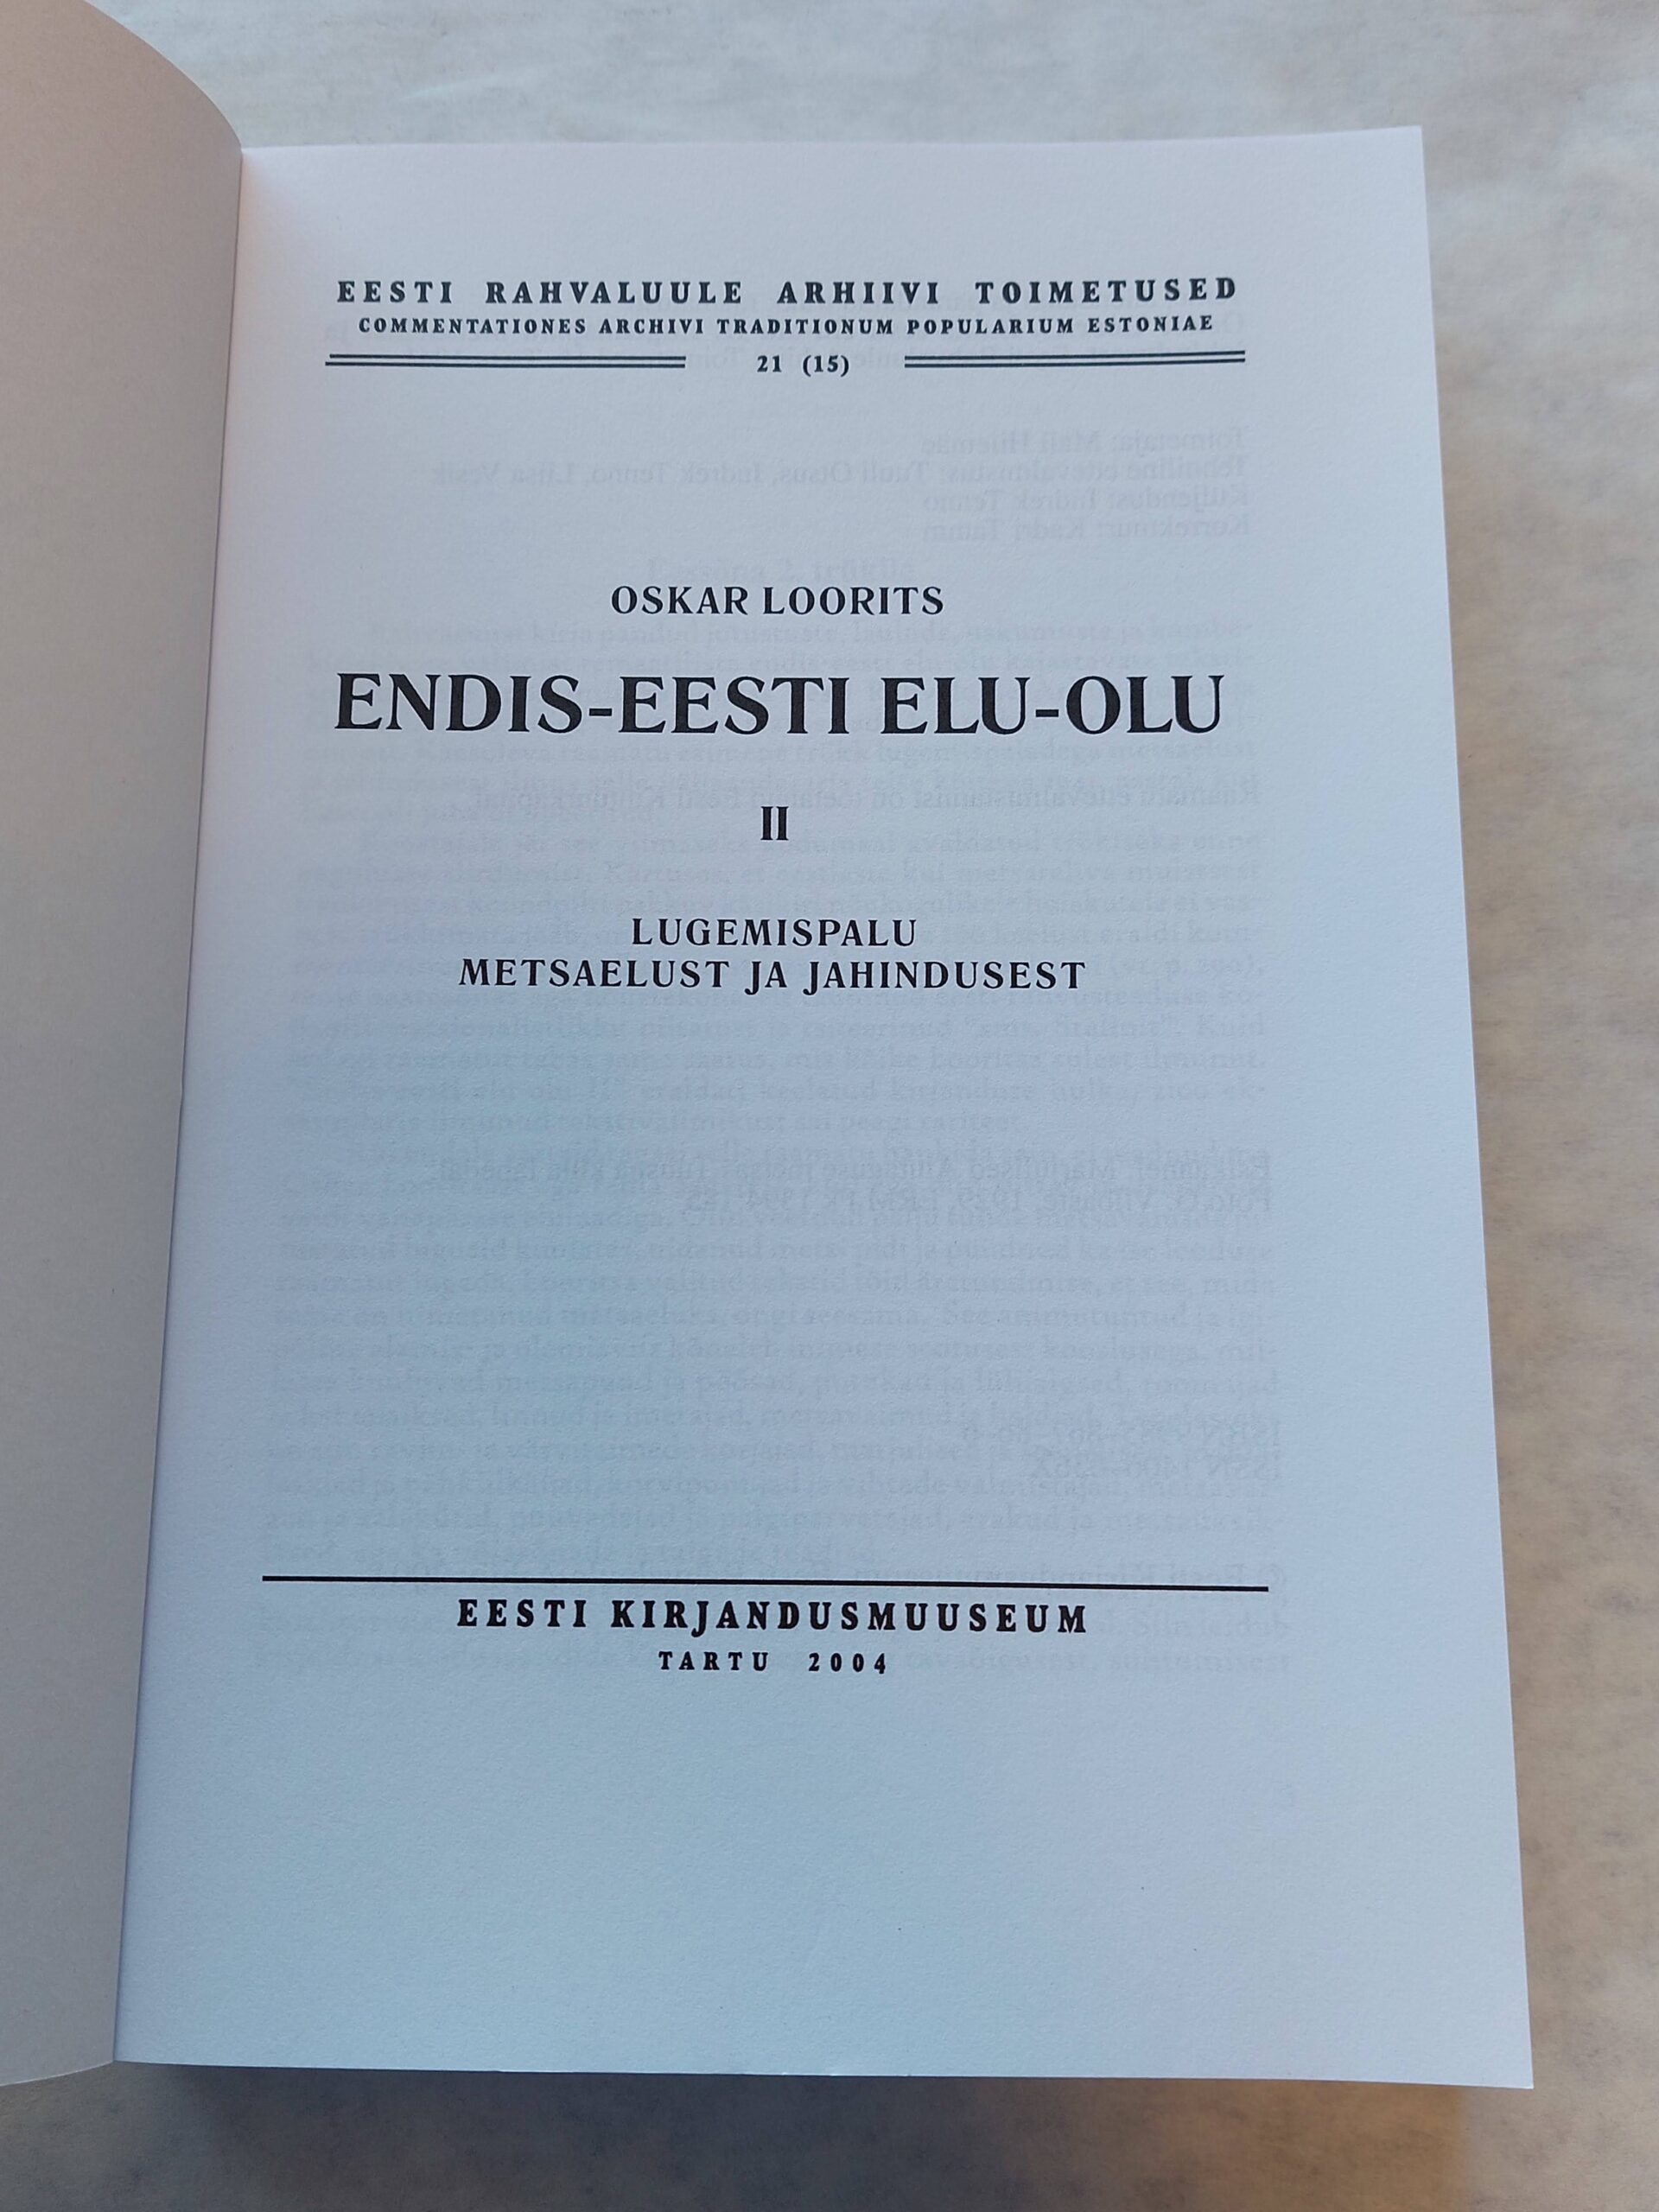 EESTI RAHVALUULE ARHIIVI TOIMETUSED
COMMENTATIONES ARCHIVI TRADITIONUM POPULARIUM ESTONIAE
21 (15)
OSKAR LOORITS
ENDIS-EESTI ELU-OLU
II
LUGEMISPALU
METSAELUST JA JAHINDUSEST
EESTI KIRJANDUSMUUSEUM
TARTU 2004